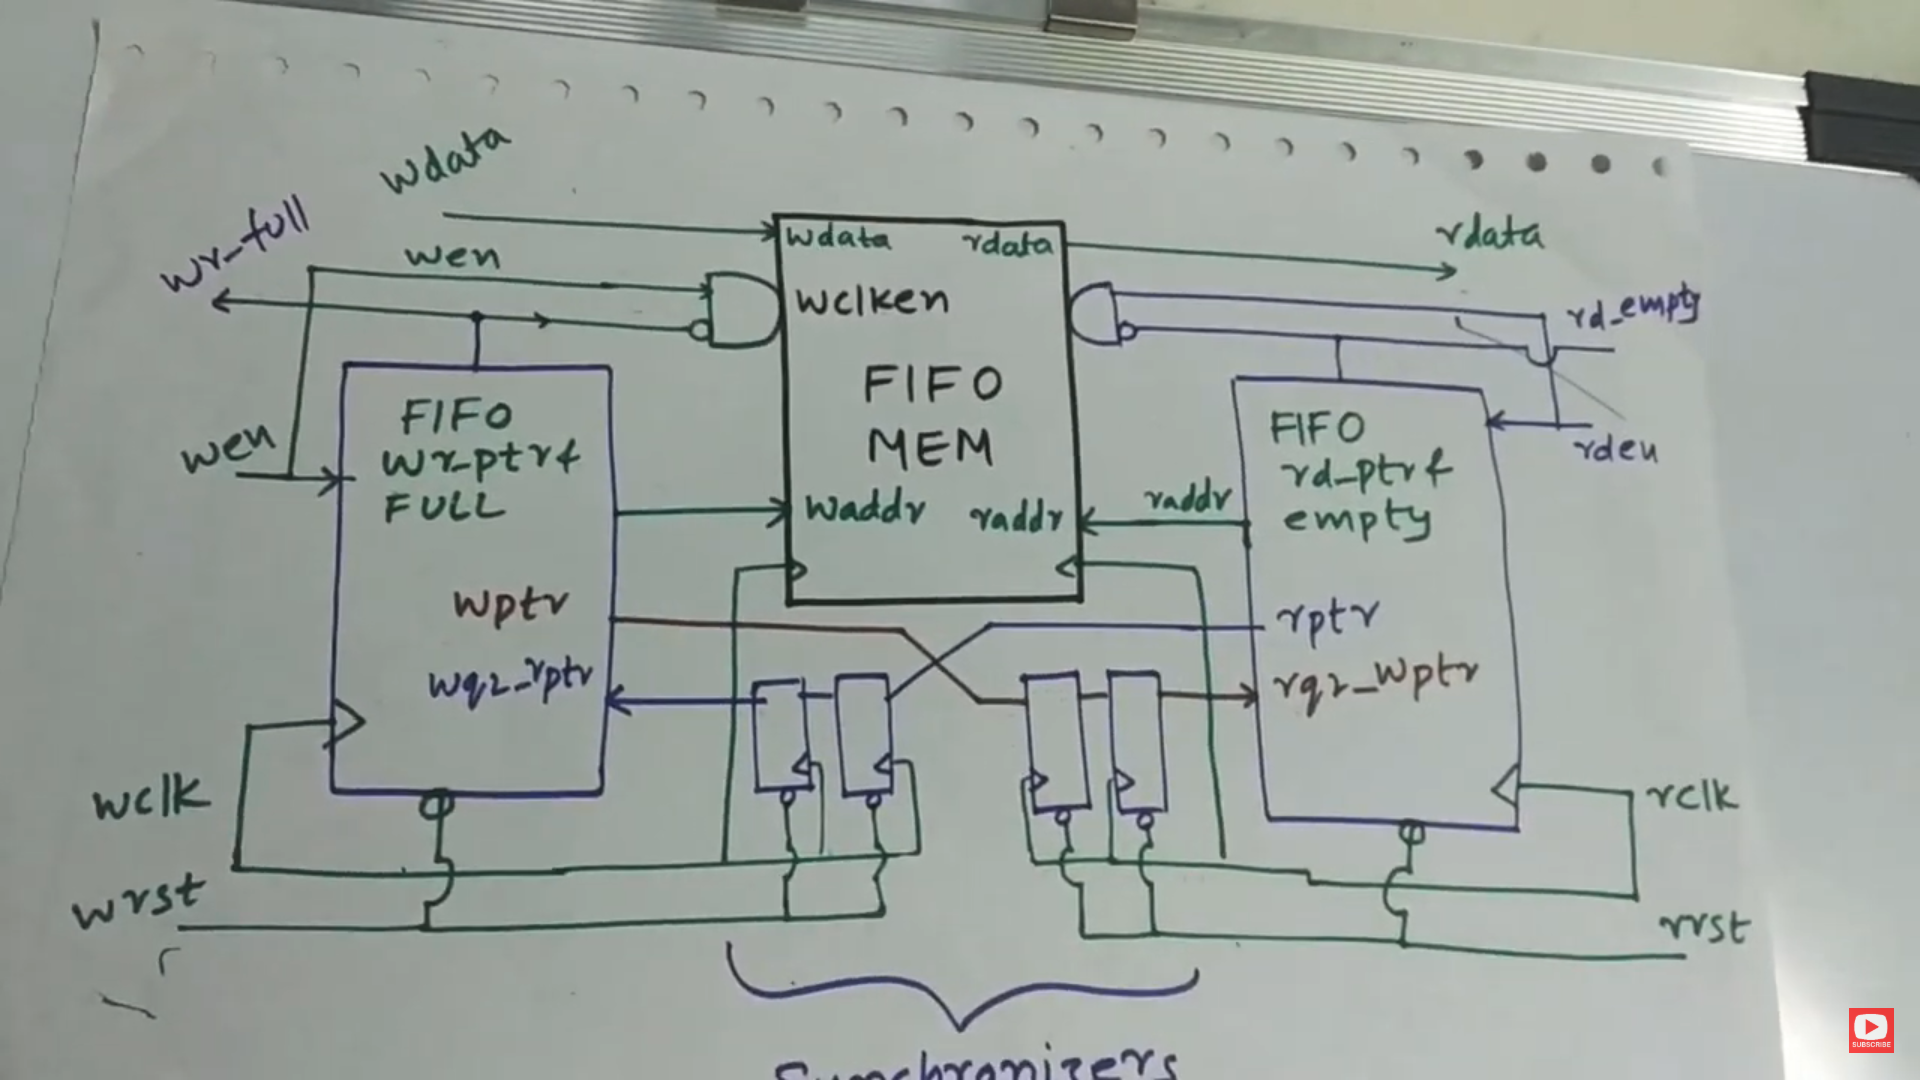 wdata
wr_full
wen
wdata rdata
rdata
wclken
rd_empty
FIFO
MEM
wen
FIFO
wr_ptr &
FULL
FIFO
rd_ptr &
empty
rden
waddr raddr
raddr
wptr
rptr
wq2_rptr
rq2_wptr
wclk
rclk
wrst
rrst
Synchronizers
SUBSCRIBE